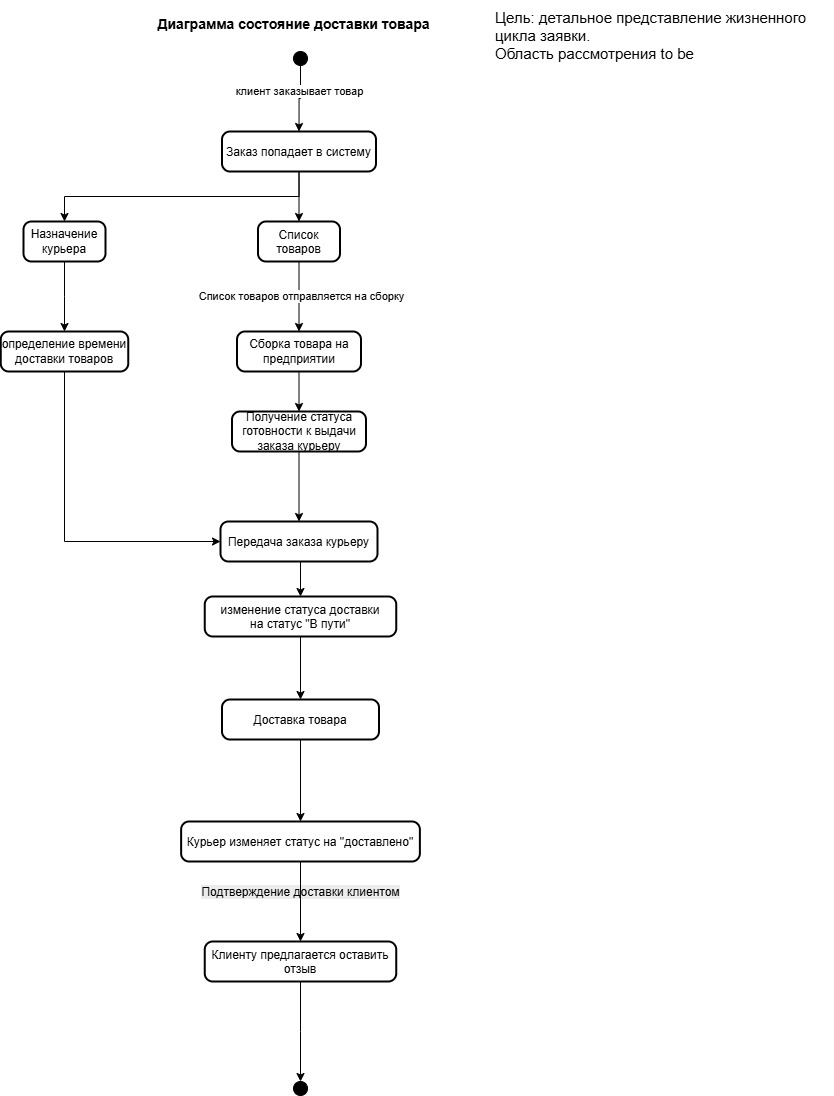 Диаграмма состояние доставки товара
Цель: детальное представление жизненного
цикла заявки.
Область рассмотрения to be
клиент заказывает товар
Заказ попадает в систему
Назначение
курьера
Список
товаров
Список товаров отправляется на сборку
определение времени
доставки товаров
Сборка товара на
предприятии
Получение статуса
готовности к выдачи
заказа курьеру
Передача заказа курьеру
изменение статуса доставки
на статус "В пути"
Доставка товара
Курьер изменяет статус на "доставлено"
Подтверждение доставки клиентом
Клиенту предлагается оставить
отзыв